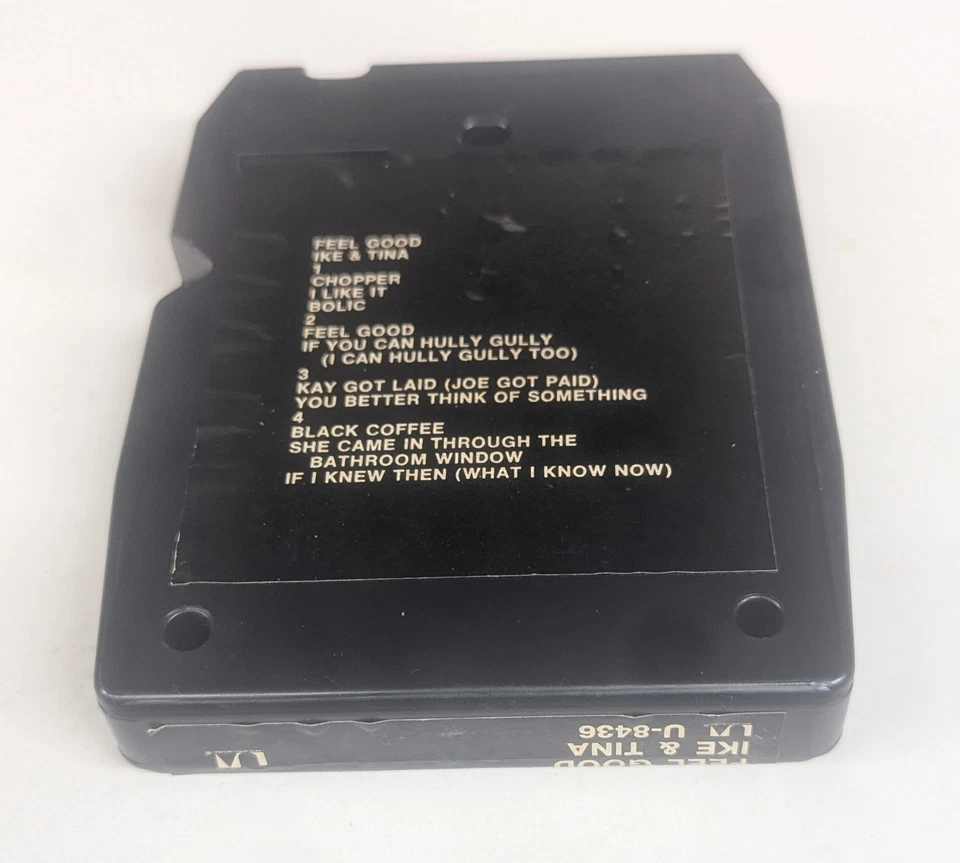 FEEL GOOD
IKE & TINA
1
CHOPPER
I LIKE IT
BOLIC
2
FEEL GOOD
IF YOU CAN HULLY GULLY
(I CAN HULLY GULLY TOO)
3
KAY GOT LAID (JOE GOT PAID)
YOU BETTER THINK OF SOMETHING
4
BLACK COFFEE
SHE CAME IN THROUGH THE
BATHROOM WINDOW
IF I KNEW THEN (WHAT I KNOW NOW)
FEEL GOOD
IKE & TINA
UA U-8436
UA